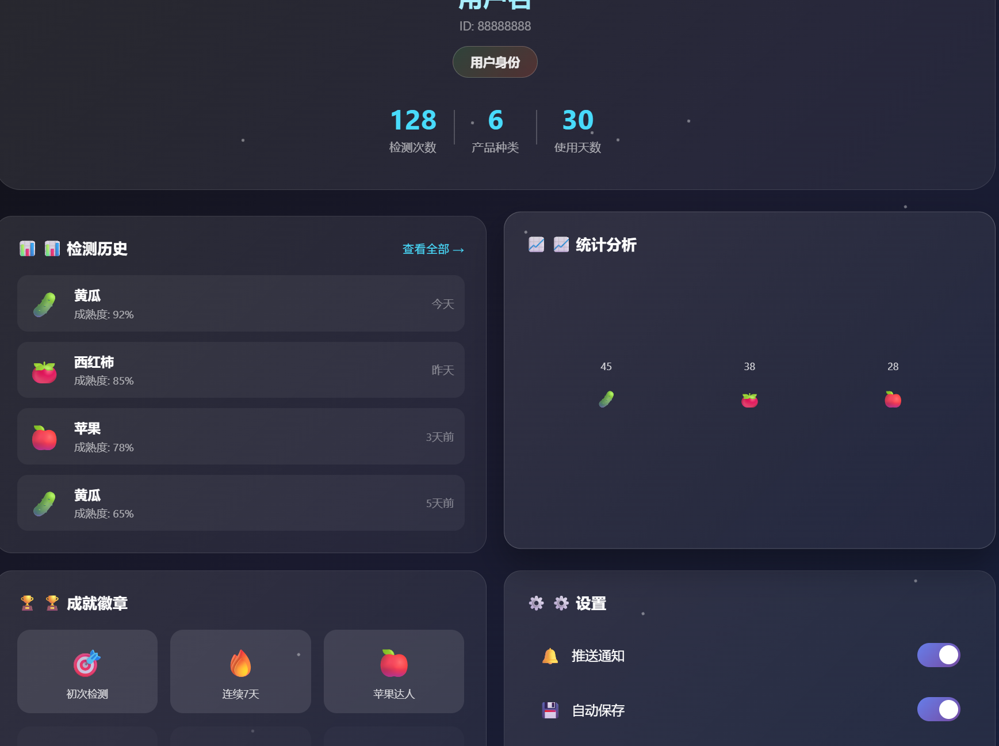 用户名
ID: 88888888
用户身份
128
6
30
检测次数
产品种类
使用天数
检测历史
查看全部 →
黄瓜
成熟度: 92%
今天
西红柿
成熟度: 85%
昨天
苹果
成熟度: 78%
3天前
黄瓜
成熟度: 65%
5天前
统计分析
45
38
28
成就徽章
初次检测
连续7天
苹果达人
设置
推送通知
自动保存